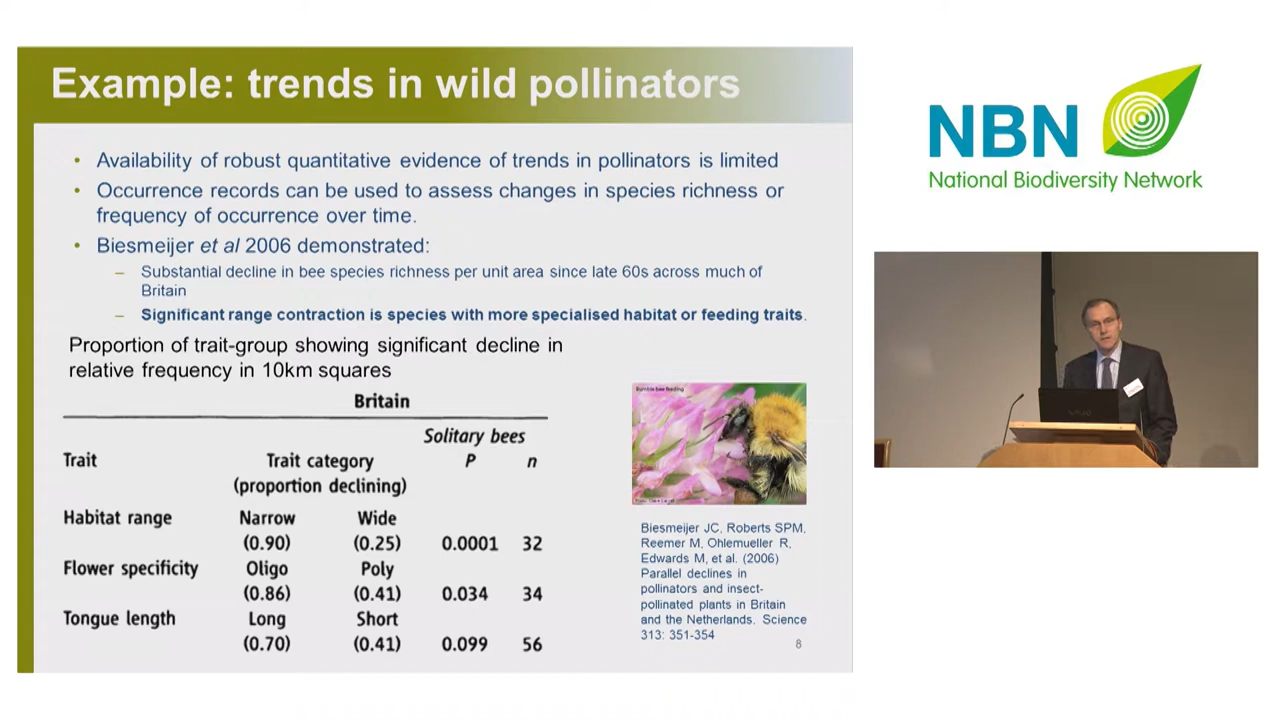 Example: trends in wild pollinators
• Availability of robust quantitative evidence of trends in pollinators is limited
• Occurrence records can be used to assess changes in species richness or
frequency of occurrence over time.
• Biesmeijer et al 2006 demonstrated:
– Substantial decline in bee species richness per unit area since late 60s across much of
Britain
– Significant range contraction is species with more specialised habitat or feeding traits.
Proportion of trait-group showing significant decline in
relative frequency in 10km squares
Britain
Solitary bees
Trait Trait category P n
(proportion declining)
Habitat range Narrow Wide
(0.90) (0.25) 0.0001 32
Flower specificity Oligo Poly
(0.86) (0.41) 0.034 34
Tongue length Long Short
(0.70) (0.41) 0.099 56
Bumble bee feeding
Biesmeijer JC, Roberts SPM,
Reemer M, Ohlemueller R,
Edwards M, et al. (2006)
Parallel declines in
pollinators and insect-
pollinated plants in Britain
and the Netherlands. Science
313: 351-354
8
NBN
National Biodiversity Network